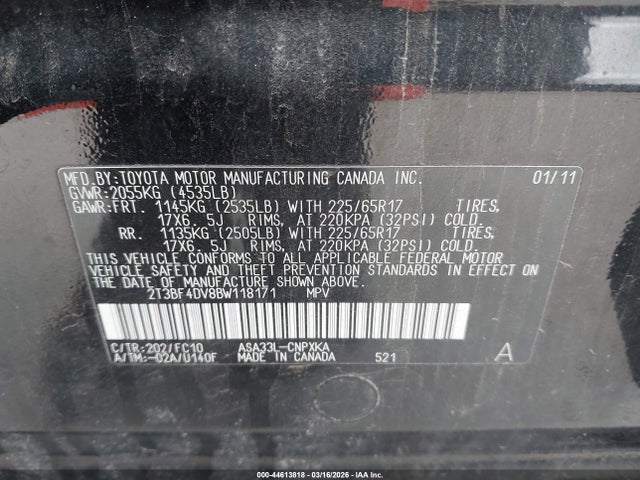 MFD.BY:TOYOTA MOTOR MANUFACTURING CANADA INC. 01/11
GVWR:2055KG (4535LB)
GAWR:FRT. 1145KG (2535LB) WITH 225/65R17 TIRES,
17X6. 5J RIMS, AT 220KPA (32PSI) COLD.
RR. 1135KG (2505LB) WITH 225/65R17 TIRES,
17X6. 5J RIMS, AT 220KPA (32PSI) COLD.
THIS VEHICLE CONFORMS TO ALL APPLICABLE FEDERAL MOTOR
VEHICLE SAFETY AND THEFT PREVENTION STANDARDS IN EFFECT ON
THE DATE OF MANUFACTURE SHOWN ABOVE.
2T3BF4DV8BW118171 MPV
C/TR:202/FC10 ASA33L-CNPXKA
A/TM:-02A/U140F MADE IN CANADA 521 A
000-44613818 - 03/16/2026 - IAA Inc.